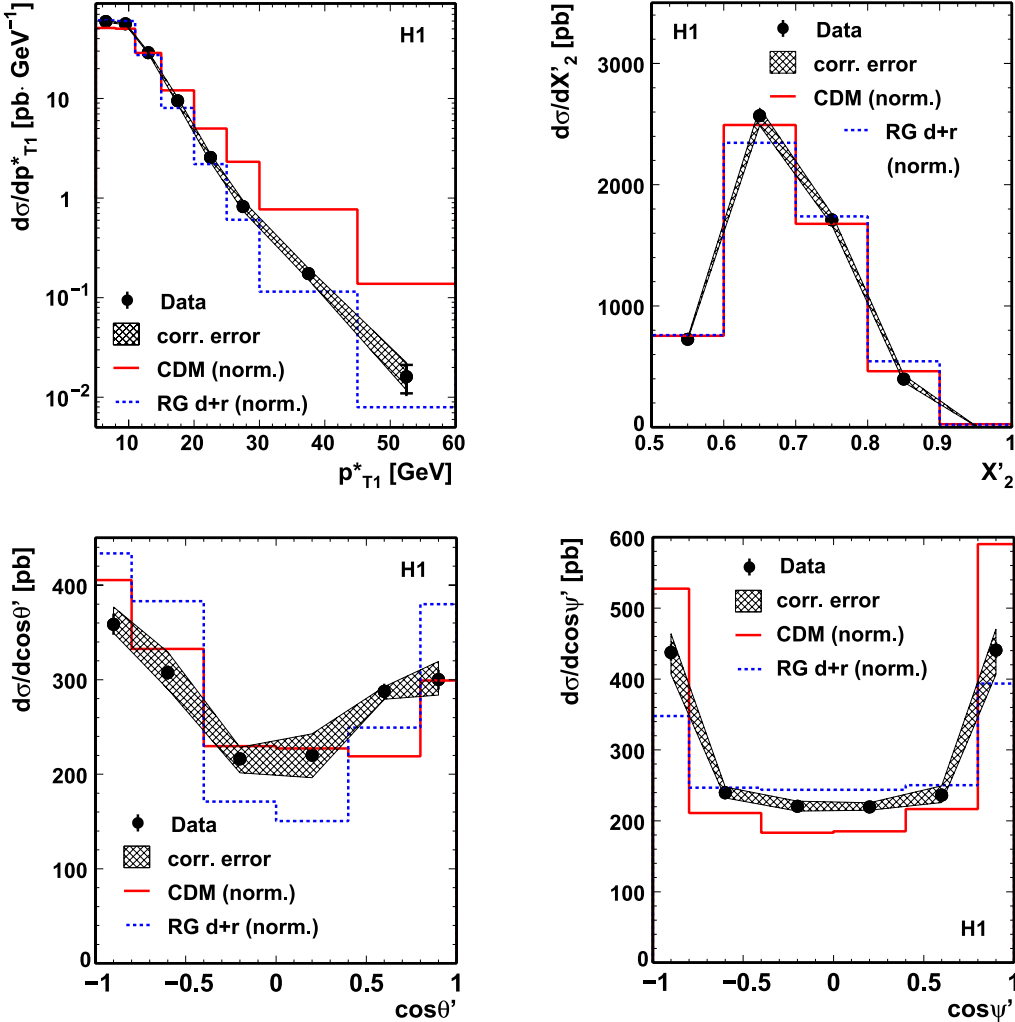 H1
dσ/dp*T1 [pb· GeV⁻¹]
10
1
10⁻¹
10⁻²
Data
corr. error
CDM (norm.)
RG d+r (norm.)
10 20 30 40 50 60
p*T1 [GeV]
H1
dσ/dX'2 [pb]
Data
corr. error
CDM (norm.)
RG d+r
(norm.)
3000
2000
1000
0
0.5 0.6 0.7 0.8 0.9 1
X'2
H1
dσ/dcosθ' [pb]
400
300
200
100
0
Data
corr. error
CDM (norm.)
RG d+r (norm.)
−1 −0.5 0 0.5 1
cosθ'
dσ/dcosψ' [pb]
600
500
400
300
200
100
0
Data
corr. error
CDM (norm.)
RG d+r (norm.)
H1
−1 −0.5 0 0.5 1
cosψ'